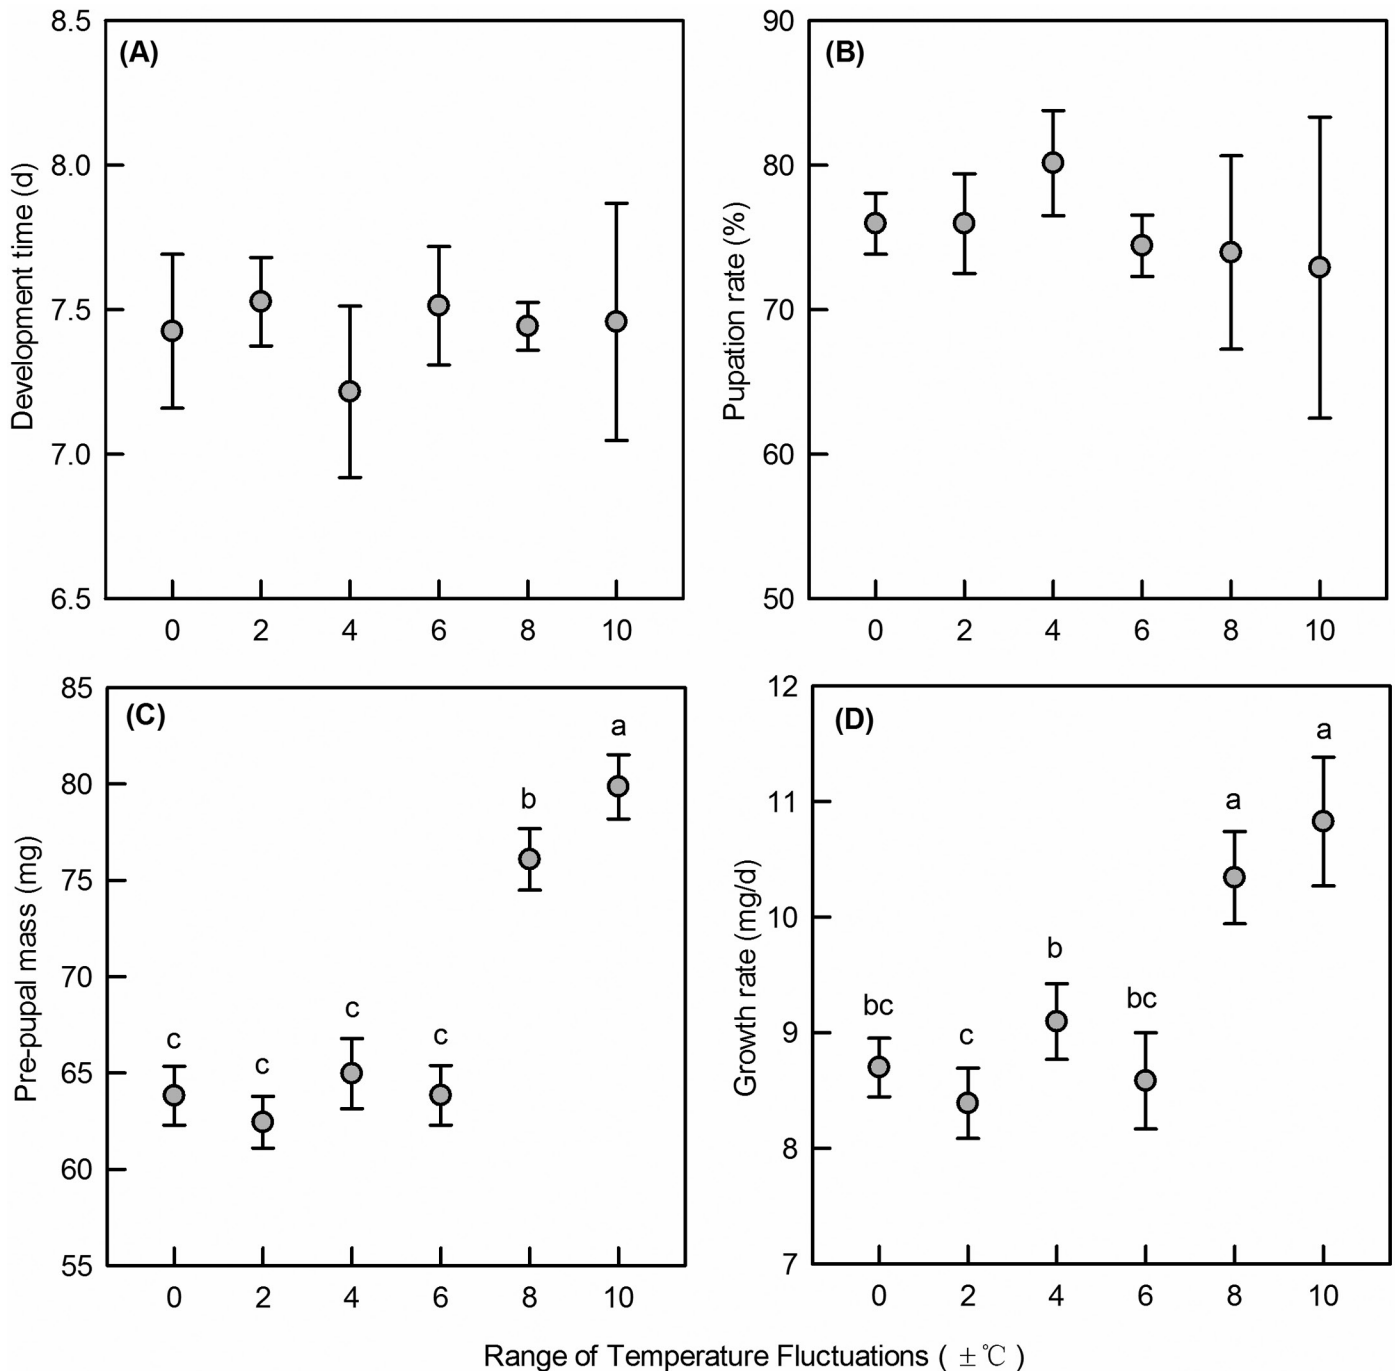 (A)
8.5
8.0
7.5
7.0
6.5
Development time (d)
0 2 4 6 8 10
(B)
90
80
70
60
50
Pupation rate (%)
0 2 4 6 8 10
(C)
85
80
75
70
65
60
55
Pre-pupal mass (mg)
c c c c b a
0 2 4 6 8 10
(D)
12
11
10
9
8
7
Growth rate (mg/d)
bc c b bc a a
0 2 4 6 8 10
Range of Temperature Fluctuations ( ±℃ )